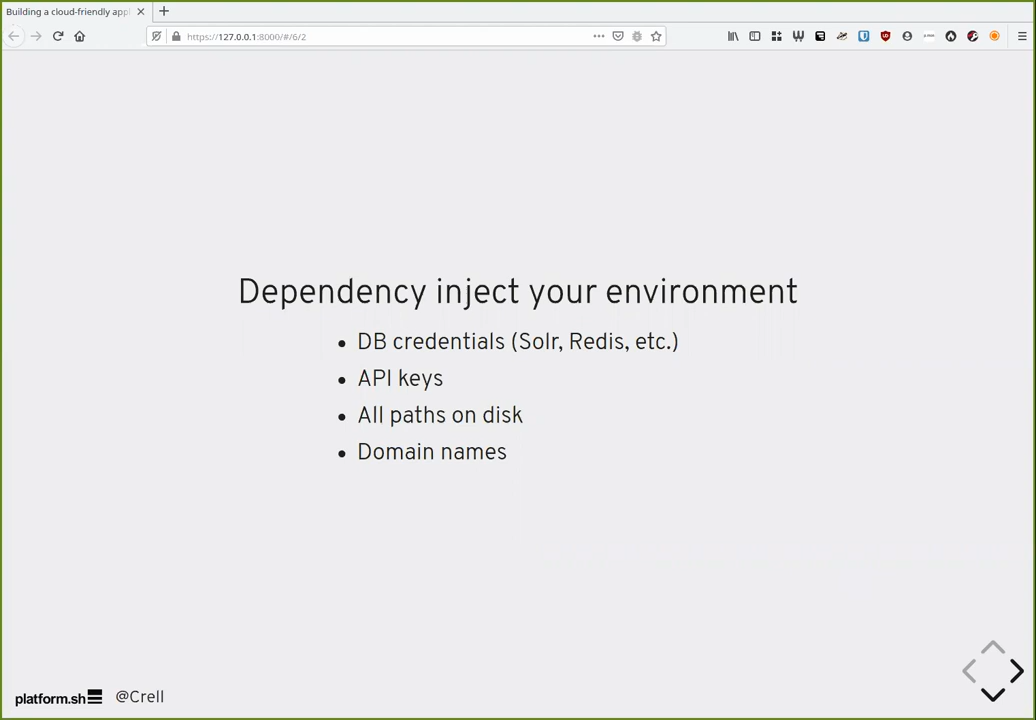 Building a cloud-friendly appl
https://127.0.0.1:8000/#/6/2
Dependency inject your environment
DB credentials (Solr, Redis, etc.)
API keys
All paths on disk
Domain names
platform.sh @Crell